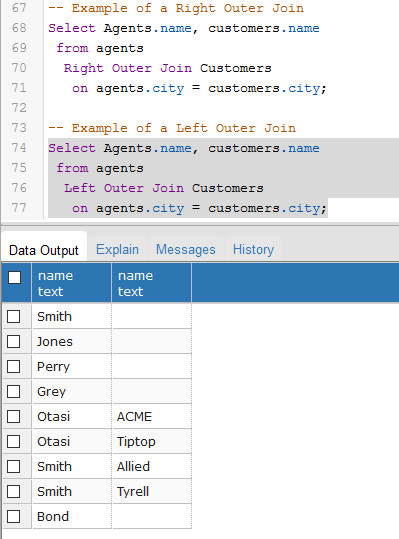 67 -- Example of a Right Outer Join
68 Select Agents.name, customers.name
69 from agents
70 Right Outer Join Customers
71 on agents.city = customers.city;
72
73 -- Example of a Left Outer Join
74 Select Agents.name, customers.name
75 from agents
76 Left Outer Join Customers
77 on agents.city = customers.city;
Data Output Explain Messages History
name name
text text
Smith
Jones
Perry
Grey
Otasi ACME
Otasi Tiptop
Smith Allied
Smith Tyrell
Bond